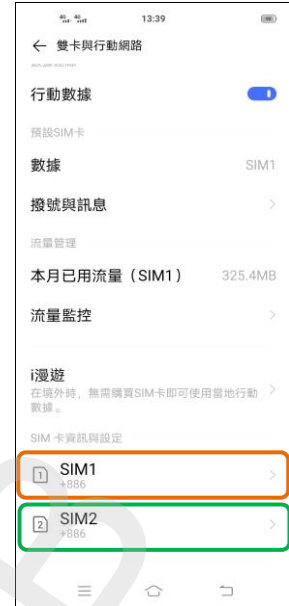 13:39
← 雙卡與行動網路
行動數據
預設SIM卡
數據 SIM1
撥號與訊息
流量管理
本月已用流量（SIM1） 325.4MB
流量監控
i漫遊
在境外時，無需購買SIM卡即可使用當地行動
數據。
SIM 卡資訊與設定
1 SIM1
+886
2 SIM2
+886